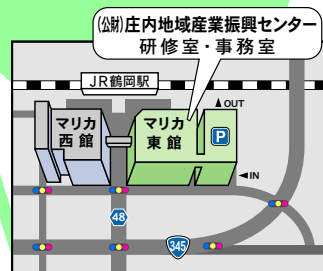 (公財)庄内地域産業振興センター
研修室・事務室
JR鶴岡駅
OUT
マリカ
西館
マリカ
東館
P
IN
48
345